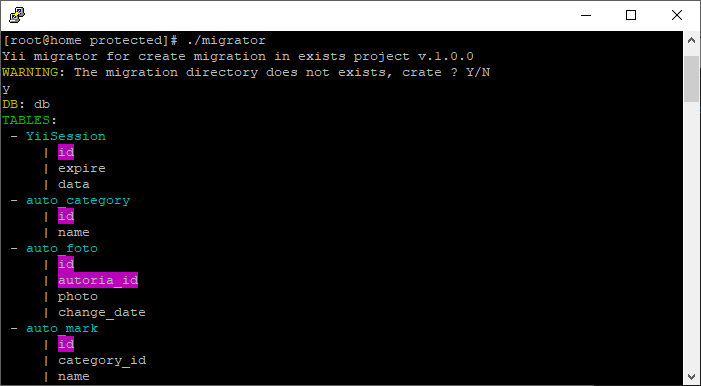 [root@home protected]# ./migrator
Yii migrator for create migration in exists project v.1.0.0
WARNING: The migration directory does not exists, crate ? Y/N
y
DB: db
TABLES:
- YiiSession
| id
| expire
| data
- auto_category
| id
| name
- auto_foto
| id
| autoria_id
| photo
| change_date
- auto_mark
| id
| category_id
| name